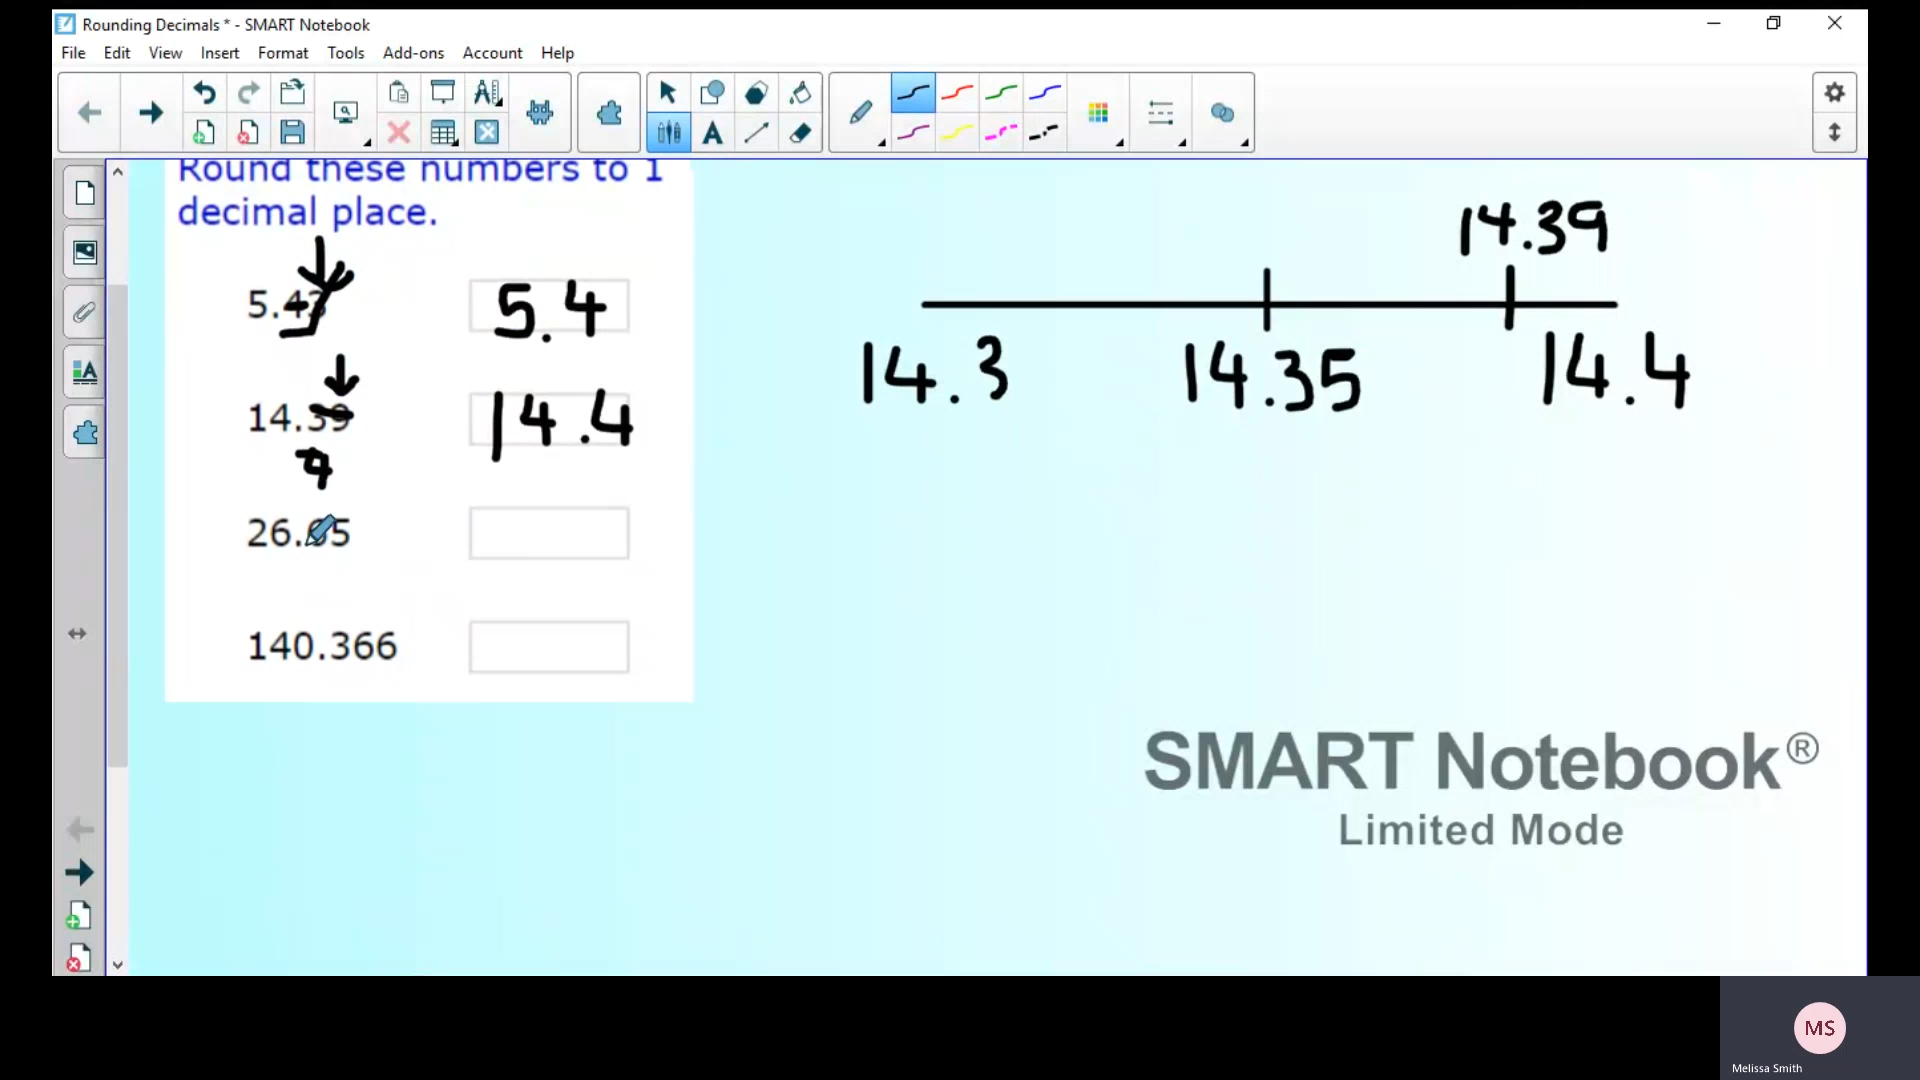 Rounding Decimals * - SMART Notebook
File Edit View Insert Format Tools Add-ons Account Help
Round these numbers to 1
decimal place.
5.43 5.4
14.39 14.4
4
140.366
14.39
14.3 14.35 14.4
SMART Notebook®
Limited Mode
MS
Melissa Smith